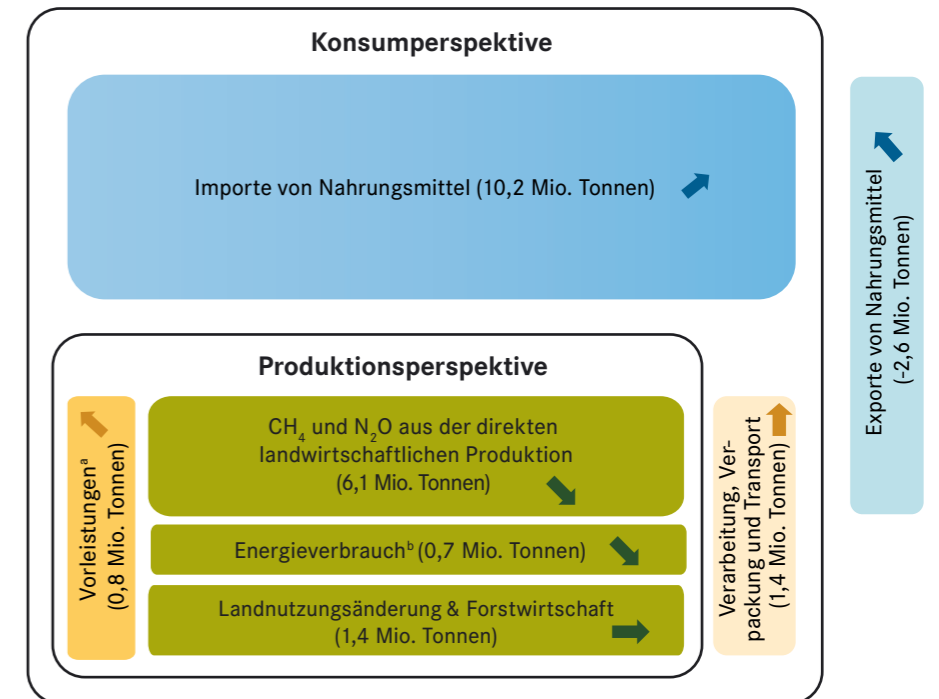 Konsumperspektive
Importe von Nahrungsmittel (10,2 Mio. Tonnen)
Exporte von Nahrungsmittel
(-2,6 Mio. Tonnen)
Produktionsperspektive
Vorleistungenᵃ
(0,8 Mio. Tonnen)
CH₄ und N₂O aus der direkten
landwirtschaftlichen Produktion
(6,1 Mio. Tonnen)
Energieverbrauchᵇ (0,7 Mio. Tonnen)
Landnutzungsänderung & Forstwirtschaft
(1,4 Mio. Tonnen)
Verarbeitung, Ver-
packung und Transport
(1,4 Mio. Tonnen)